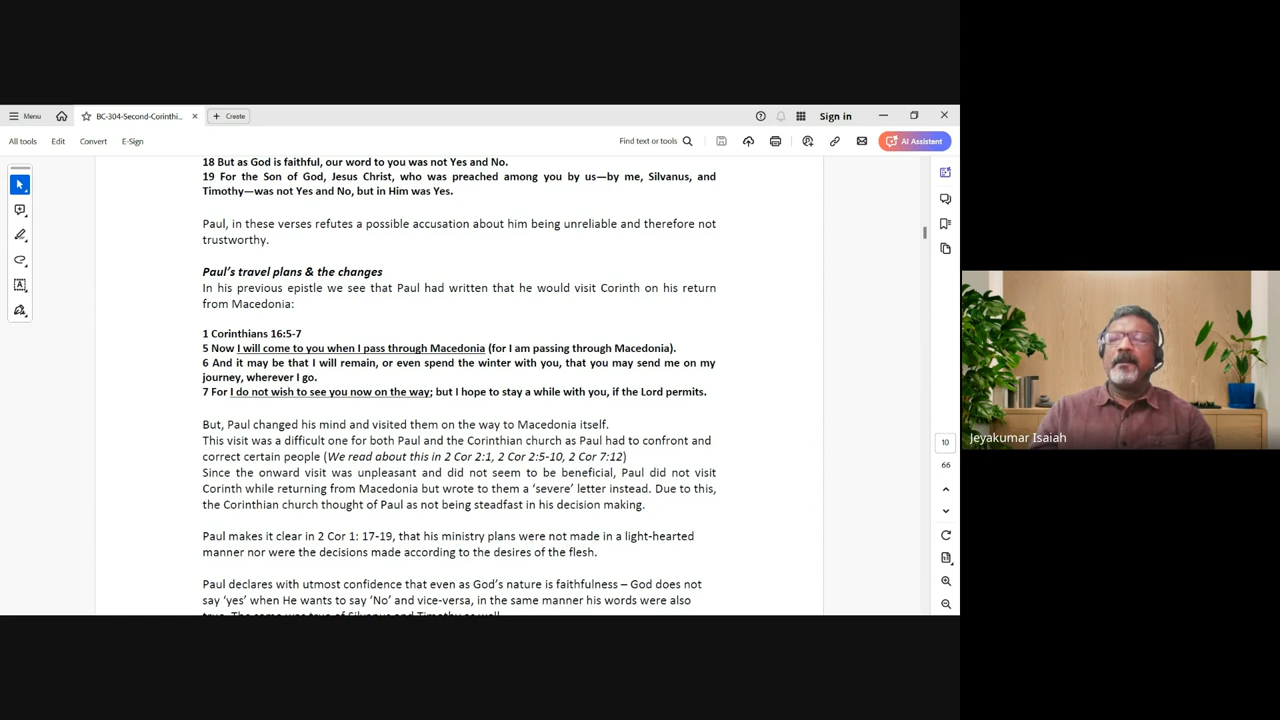 Menu
BC-304-Second-Corinthi...
Create
Sign in
All tools
Edit
Convert
E-Sign
Find text or tools
AI Assistant
18 But as God is faithful, our word to you was not Yes and No.
19 For the Son of God, Jesus Christ, who was preached among you by us—by me, Silvanus, and
Timothy—was not Yes and No, but in Him was Yes.
Paul, in these verses refutes a possible accusation about him being unreliable and therefore not
trustworthy.
Paul's travel plans & the changes
In his previous epistle we see that Paul had written that he would visit Corinth on his return
from Macedonia:
1 Corinthians 16:5-7
5 Now I will come to you when I pass through Macedonia (for I am passing through Macedonia).
6 And it may be that I will remain, or even spend the winter with you, that you may send me on my
journey, wherever I go.
7 For I do not wish to see you now on the way; but I hope to stay a while with you, if the Lord permits.
But, Paul changed his mind and visited them on the way to Macedonia itself.
This visit was a difficult one for both Paul and the Corinthian church as Paul had to confront and
correct certain people (We read about this in 2 Cor 2:1, 2 Cor 2:5-10, 2 Cor 7:12)
Since the onward visit was unpleasant and did not seem to be beneficial, Paul did not visit
Corinth while returning from Macedonia but wrote to them a 'severe' letter instead. Due to this,
the Corinthian church thought of Paul as not being steadfast in his decision making.
Paul makes it clear in 2 Cor 1: 17-19, that his ministry plans were not made in a light-hearted
manner nor were the decisions made according to the desires of the flesh.
Paul declares with utmost confidence that even as God's nature is faithfulness – God does not
say 'yes' when He wants to say 'No' and vice-versa, in the same manner his words were also
true. The same was true of Silvanus and Timothy as well.
10
66
Jeyakumar Isaiah